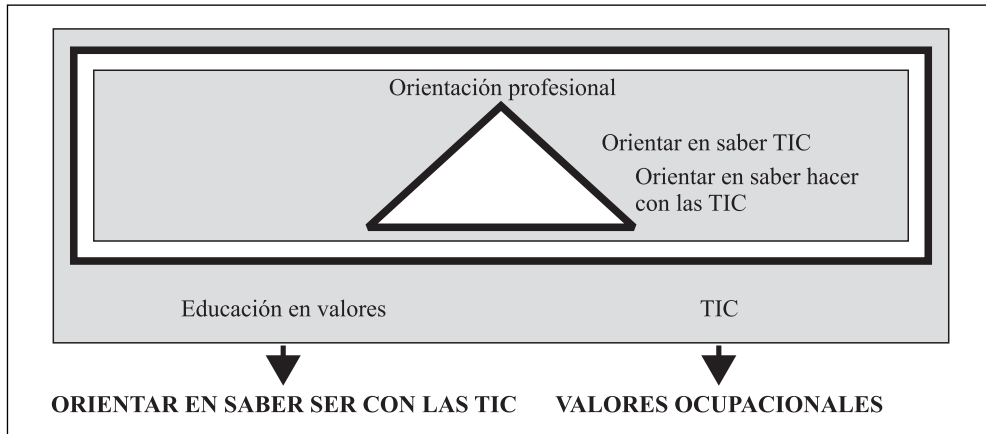 Orientación profesional
Orientar en saber TIC
Orientar en saber hacer
con las TIC
Educación en valores
TIC
ORIENTAR EN SABER SER CON LAS TIC
VALORES OCUPACIONALES